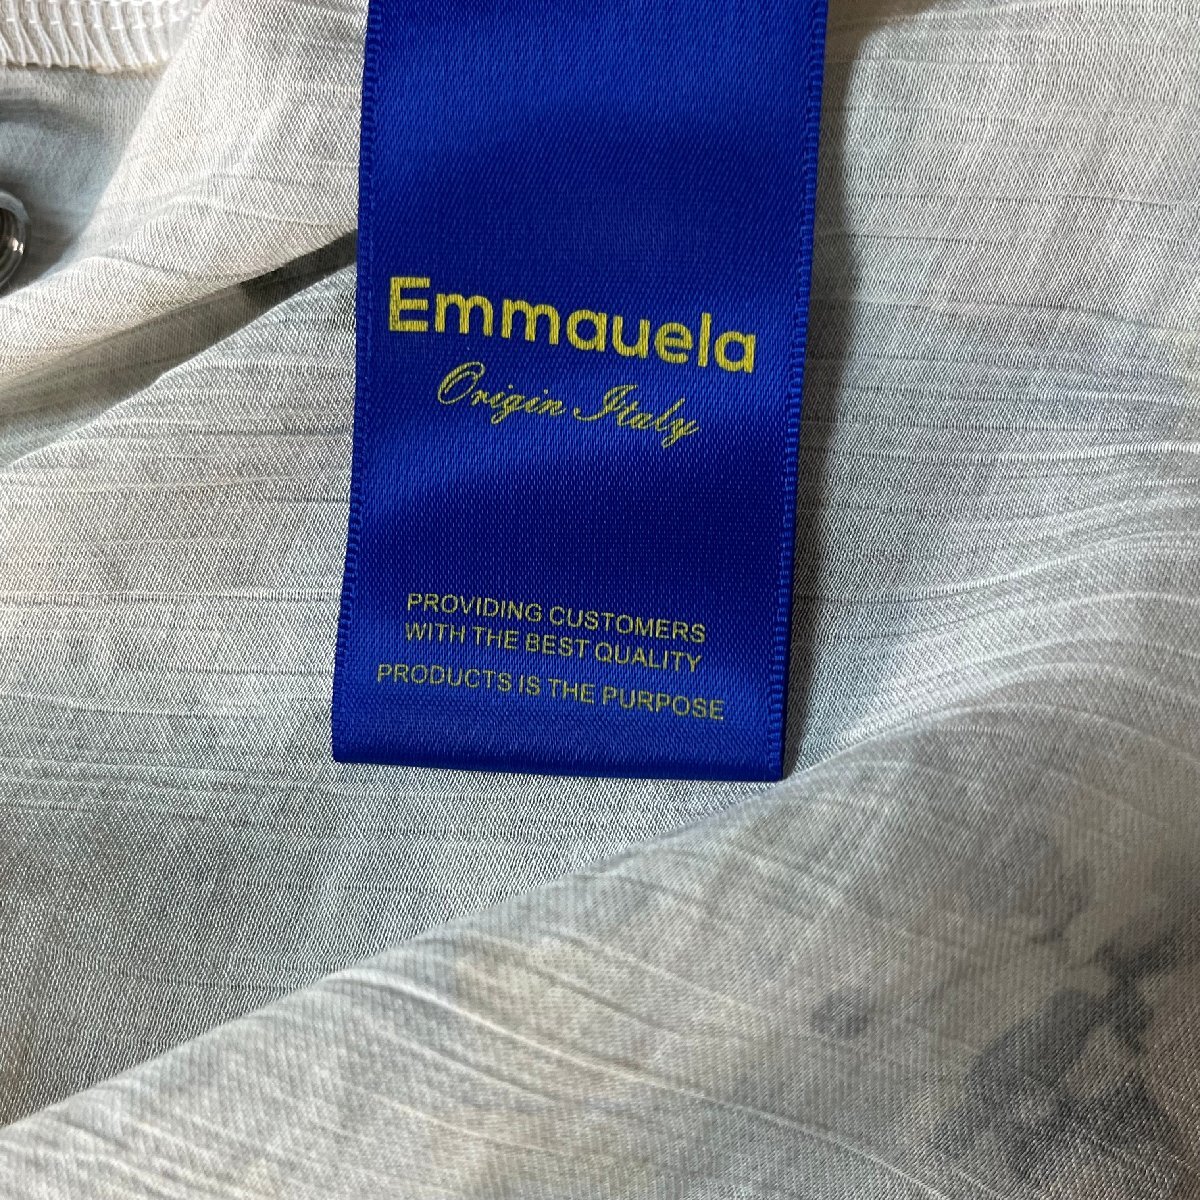 Emmauela
Origin Italy
PROVIDING CUSTOMERS
WITH THE BEST QUALITY
PRODUCTS IS THE PURPOSE